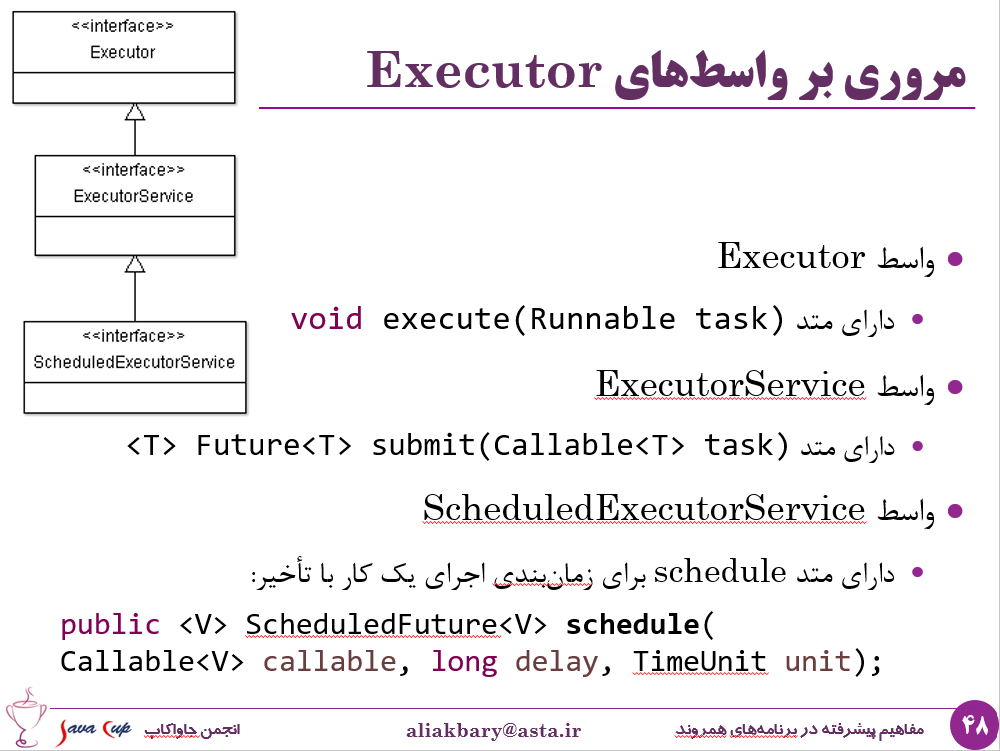 مروری بر واسط‌های Executor
<<interface>>
Executor
<<interface>>
ExecutorService
<<interface>>
ScheduledExecutorService
واسط Executor
دارای متد void execute(Runnable task)
واسط ExecutorService
دارای متد <T> Future<T> submit(Callable<T> task)
واسط ScheduledExecutorService
دارای متد schedule برای زمان‌بندی اجرای یک کار با تأخیر:
public <V> ScheduledFuture<V> schedule(
Callable<V> callable, long delay, TimeUnit unit);
۴۸
مفاهیم پیشرفته در برنامه‌های همروند
aliakbary@asta.ir
انجمن جاواکاپ
Java Cup